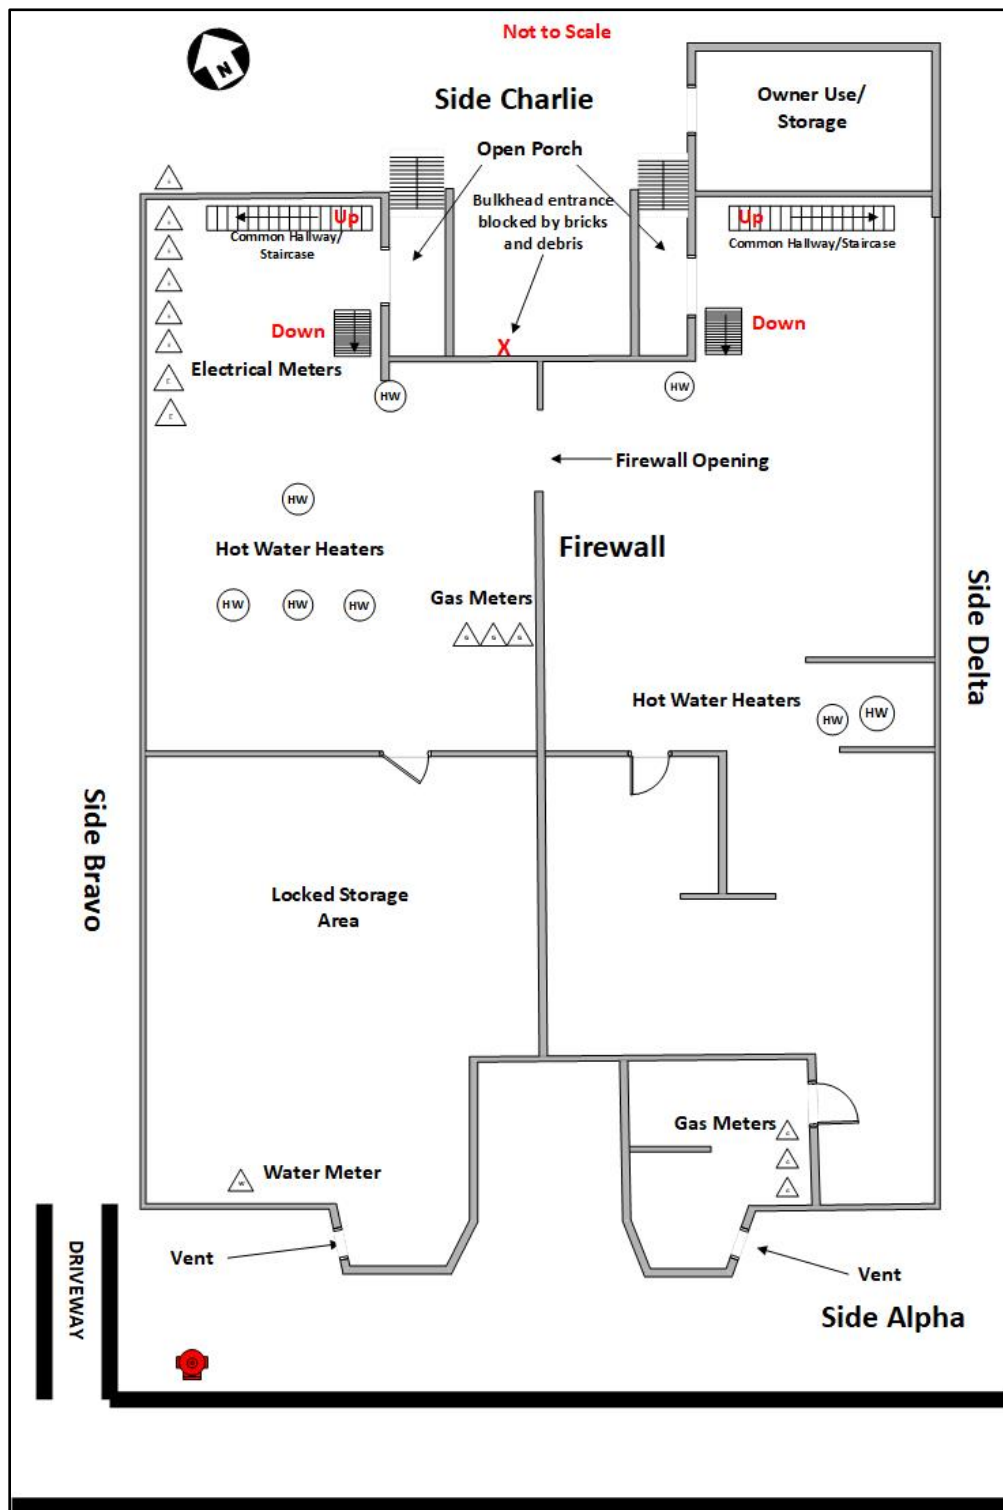 Not to Scale
N
Side Charlie
Owner Use/
Storage
Open Porch
Bulkhead entrance
blocked by bricks
and debris
Up
Common Hallway/
Staircase
Up
Common Hallway/Staircase
Down
Down
X
Electrical Meters
HW
HW
Firewall Opening
HW
Hot Water Heaters
Firewall
HW
HW
HW
Gas Meters
Side Delta
Hot Water Heaters
HW
HW
Side Bravo
Locked Storage
Area
Gas Meters
Water Meter
W
Vent
Vent
DRIVEWAY
Side Alpha